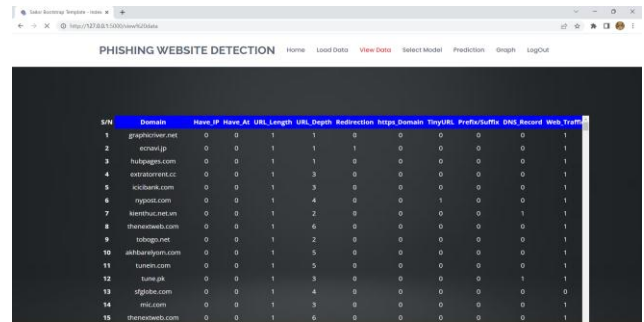 Sailor Bootstrap Template - Index
http://127.0.0.1:5000/view%20data
PHISHING WEBSITE DETECTION Home Load Data View Data Select Model Prediction Graph LogOut
S/N Domain Have_IP Have_At URL_Length URL_Depth Redirection https_Domain TinyURL Prefix/Suffix DNS_Record Web_Traffic
1 graphicriver.net 0 0 1 1 0 0 0 0 0 1
2 ecnavi.jp 0 0 1 1 1 0 0 0 0 1
3 hubpages.com 0 0 1 1 0 0 0 0 0 1
4 extratorrent.cc 0 0 1 3 0 0 0 0 0 1
5 icicibank.com 0 0 1 3 0 0 0 0 0 1
6 nypost.com 0 0 1 4 0 0 1 0 0 1
7 kienthuc.net.vn 0 0 1 2 0 0 0 0 1 1
8 thenextweb.com 0 0 1 6 0 0 0 0 0 1
9 tobogo.net 0 0 1 2 0 0 0 0 0 1
10 akhbarelyom.com 0 0 1 5 0 0 0 0 0 1
11 tunein.com 0 0 1 5 0 0 0 0 0 1
12 tune.pk 0 0 1 3 0 0 0 0 1 1
13 sfglobe.com 0 0 1 4 0 0 0 0 0 0
14 mic.com 0 0 1 3 0 0 0 0 0 1
15 thenextweb.com 0 0 1 6 0 0 0 0 0 1